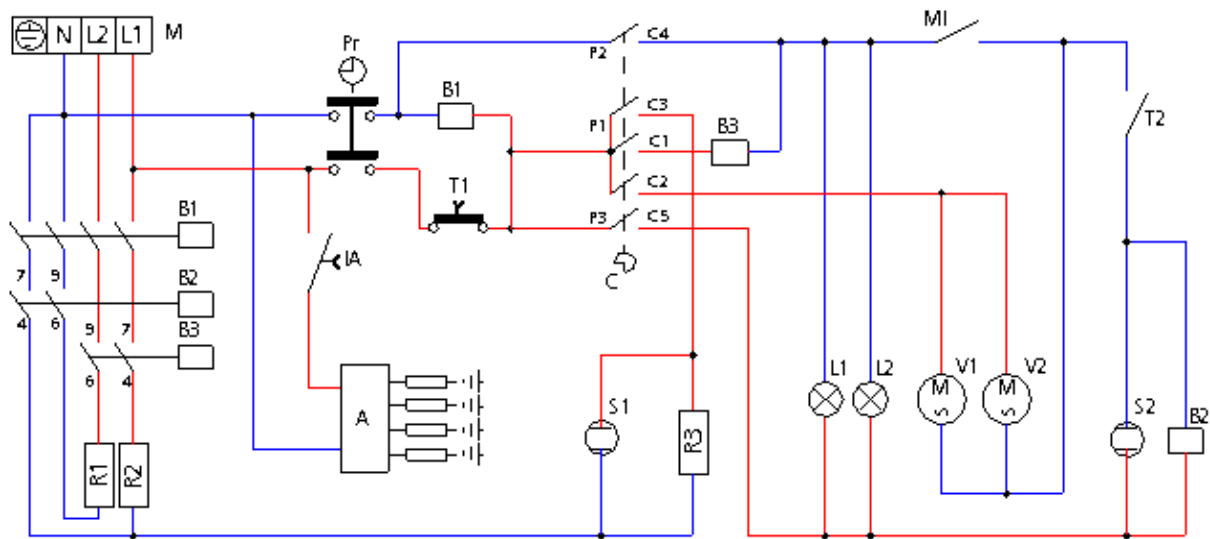 N L2 L1 M
Pr
MI
P2 C4
B1
C3
P1
C1
B3
T2
C2
T1
P3 C5
IA
C
B1
7 9
B2
4 6
9 7
B3
6 4
L1 L2 V1 V2
M S
M S
A
S1
R3
S2
B2
R1 R2